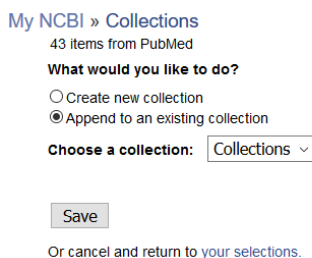 My NCBI » Collections
43 items from PubMed
What would you like to do?
Create new collection
Append to an existing collection
Choose a collection: Collections
Save
Or cancel and return to your selections.